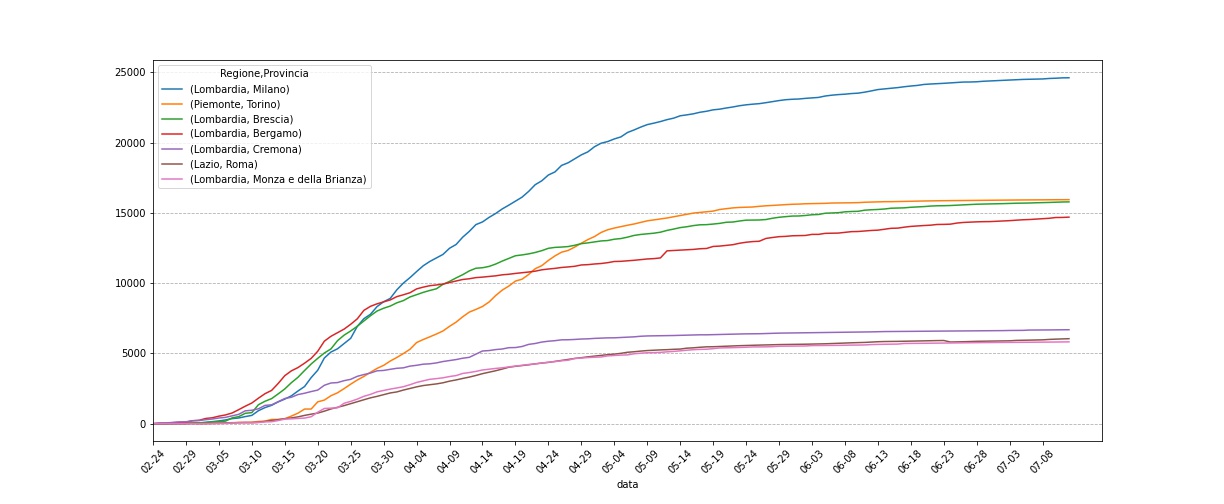 25000
20000
15000
10000
5000
0
Regione,Provincia
(Lombardia, Milano)
(Piemonte, Torino)
(Lombardia, Brescia)
(Lombardia, Bergamo)
(Lombardia, Cremona)
(Lazio, Roma)
(Lombardia, Monza e della Brianza)
02-24 02-29 03-05 03-10 03-15 03-20 03-25 03-30 04-04 04-09 04-14 04-19 04-24 04-29 05-04 05-09 05-14 05-19 05-24 05-29 06-03 06-08 06-13 06-18 06-23 06-28 07-03 07-08
data